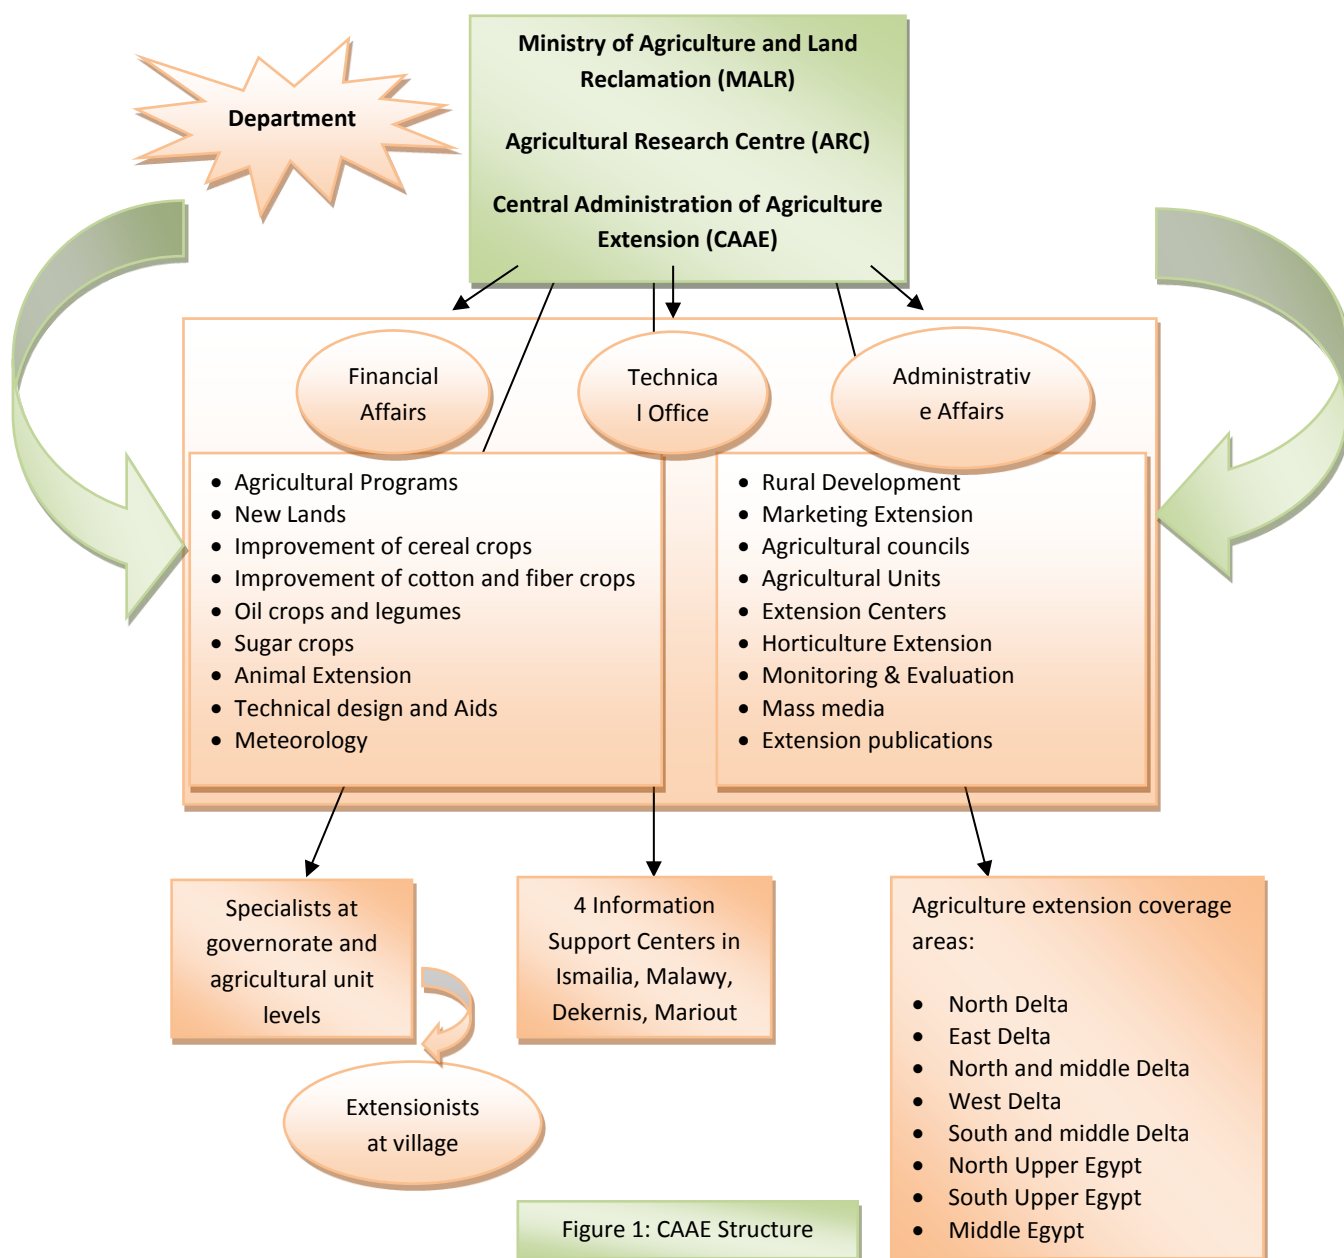 Department
Ministry of Agriculture and Land
Reclamation (MALR)
Agricultural Research Centre (ARC)
Central Administration of Agriculture
Extension (CAAE)
Financial
Affairs
Technica
l Office
Administrativ
e Affairs
• Agricultural Programs
• New Lands
• Improvement of cereal crops
• Improvement of cotton and fiber crops
• Oil crops and legumes
• Sugar crops
• Animal Extension
• Technical design and Aids
• Meteorology
• Rural Development
• Marketing Extension
• Agricultural councils
• Agricultural Units
• Extension Centers
• Horticulture Extension
• Monitoring & Evaluation
• Mass media
• Extension publications
Specialists at
governorate and
agricultural unit
levels
Extensionists
at village
4 Information
Support Centers in
Ismailia, Malawy,
Dekernis, Mariout
Agriculture extension coverage
areas:
• North Delta
• East Delta
• North and middle Delta
• West Delta
• South and middle Delta
• North Upper Egypt
• South Upper Egypt
• Middle Egypt
Figure 1: CAAE Structure